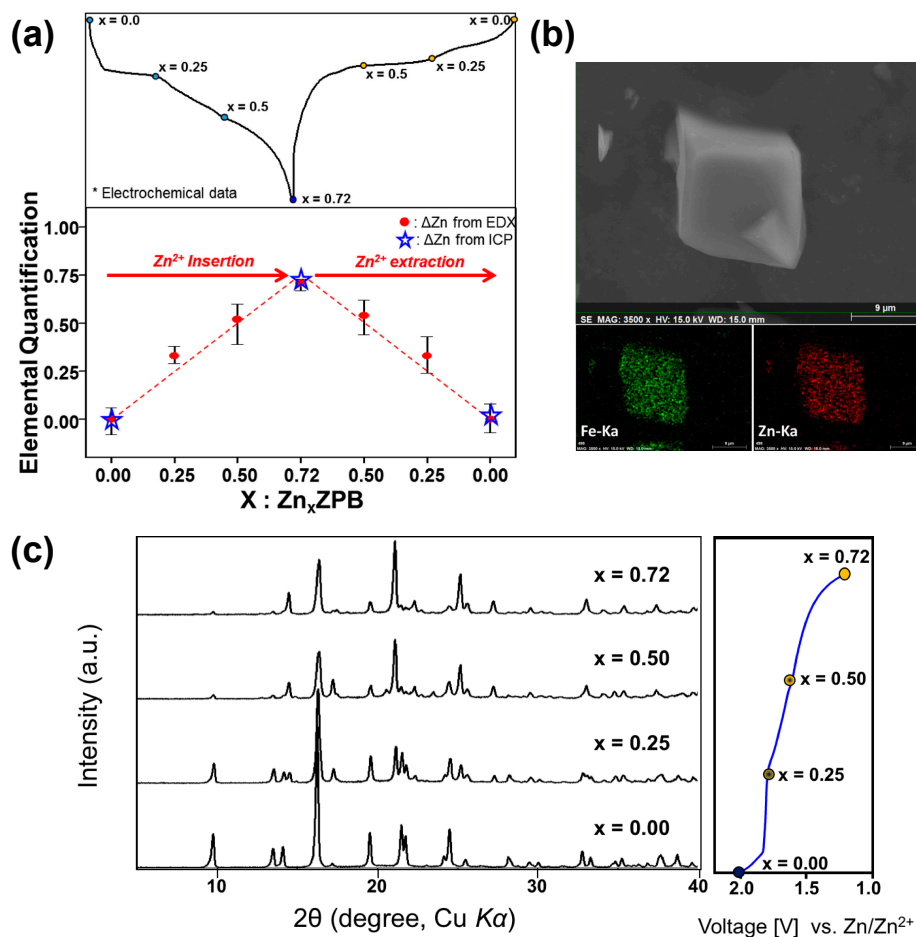 (a)
x = 0.0
x = 0.0
x = 0.25
x = 0.5
x = 0.25
x = 0.5
* Electrochemical data
x = 0.72
: ΔZn from EDX
: ΔZn from ICP
Zn²⁺ Insertion
Zn²⁺ extraction
Elemental Quantification
1.00
0.75
0.50
0.25
0.00
0.00 0.25 0.50 0.72 0.50 0.25 0.00
X : ZnₓZPB
(b)
SE MAG: 3500 x HV: 15.0 kV WD: 15.0 mm
9 µm
Fe-Ka
Zn-Ka
(c)
Intensity (a.u.)
x = 0.72
x = 0.50
x = 0.25
x = 0.00
10 20 30 40
2θ (degree, Cu Kα)
x = 0.72
x = 0.50
x = 0.25
x = 0.00
2.0 1.5 1.0
Voltage [V] vs. Zn/Zn²⁺